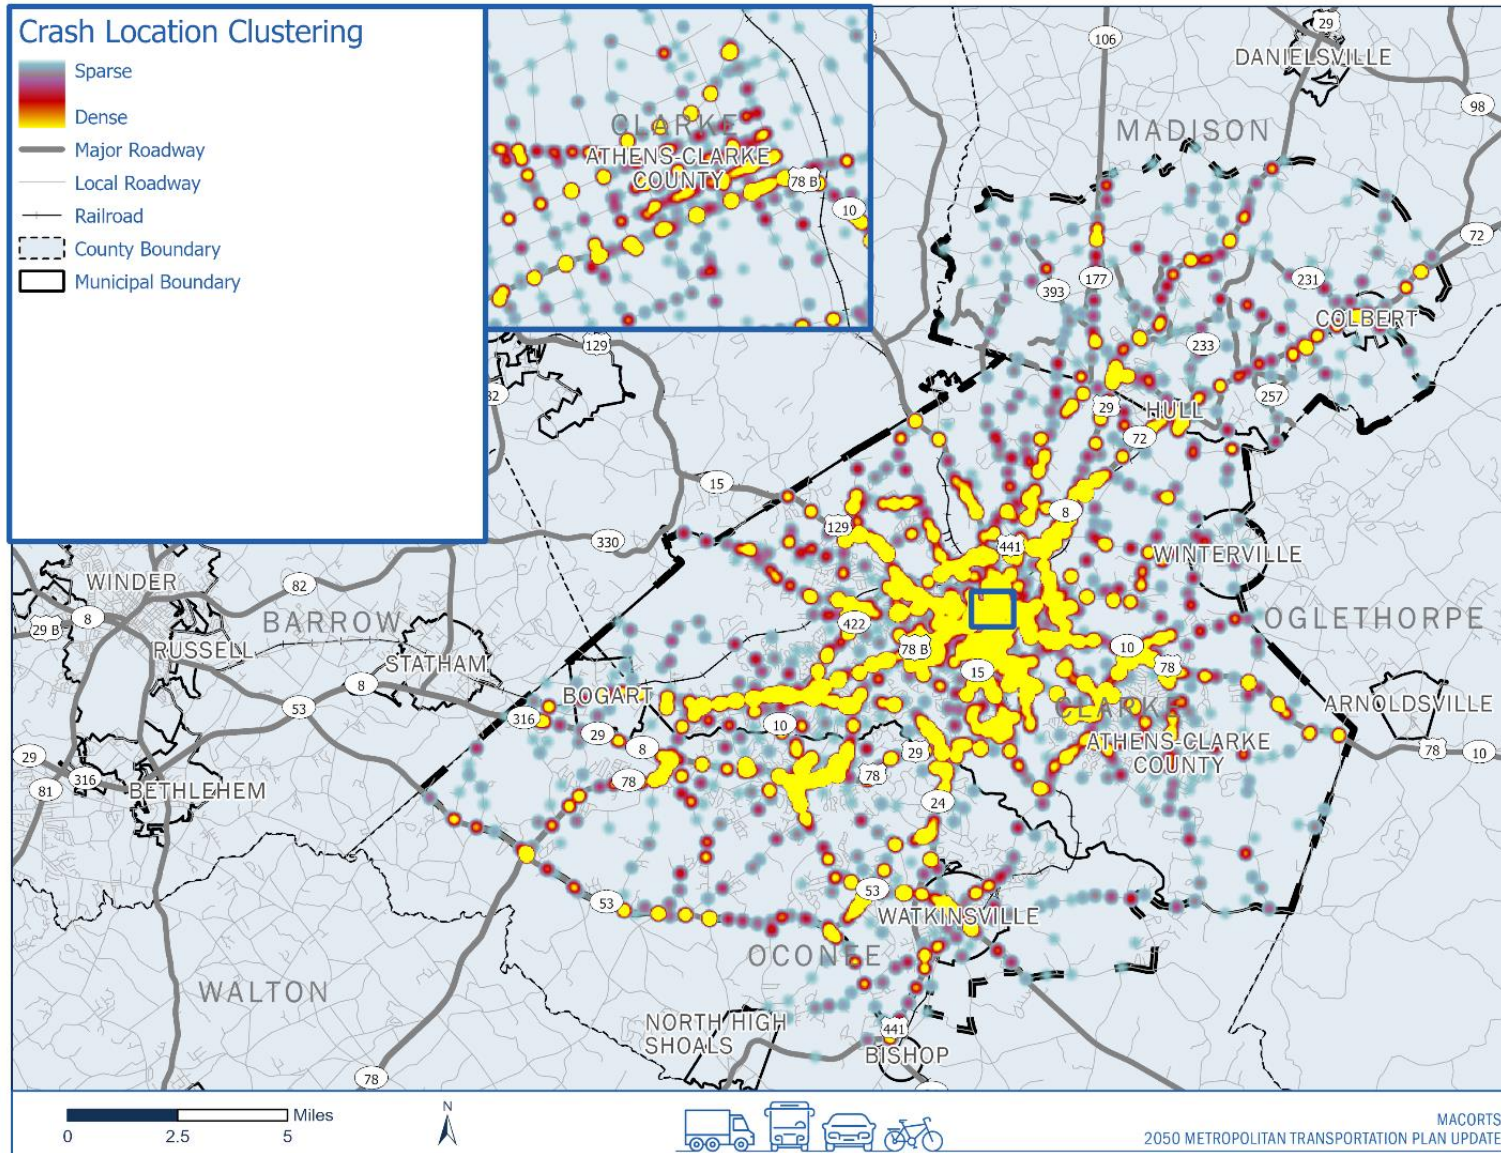 Crash Location Clustering
Sparse
Dense
Major Roadway
Local Roadway
Railroad
County Boundary
Municipal Boundary
CLARKE
ATHENS-CLARKE
COUNTY
78 B
10
106
29
DANIELSVILLE
98
MADISON
72
231
177
393
COLBERT
233
129
257
29
HULL
72
15
8
129
441
330
WINTERVILLE
WINDER
82
BARROW
8
29 B
RUSSELL
422
OGLETHORPE
STATHAM
78 B
10
78
8
15
BOGART
53
316
ARNOLDSVILLE
CLARKE
10
29
ATHENS-CLARKE
COUNTY
8
29
78
10
29
316
78
78
81
BETHLEHEM
24
53
53
WATKINSVILLE
OCONEE
WALTON
NORTH HIGH
SHOALS
441
BISHOP
78
Miles
0
2.5
5
N
MACORTS
2050 METROPOLITAN TRANSPORTATION PLAN UPDATE